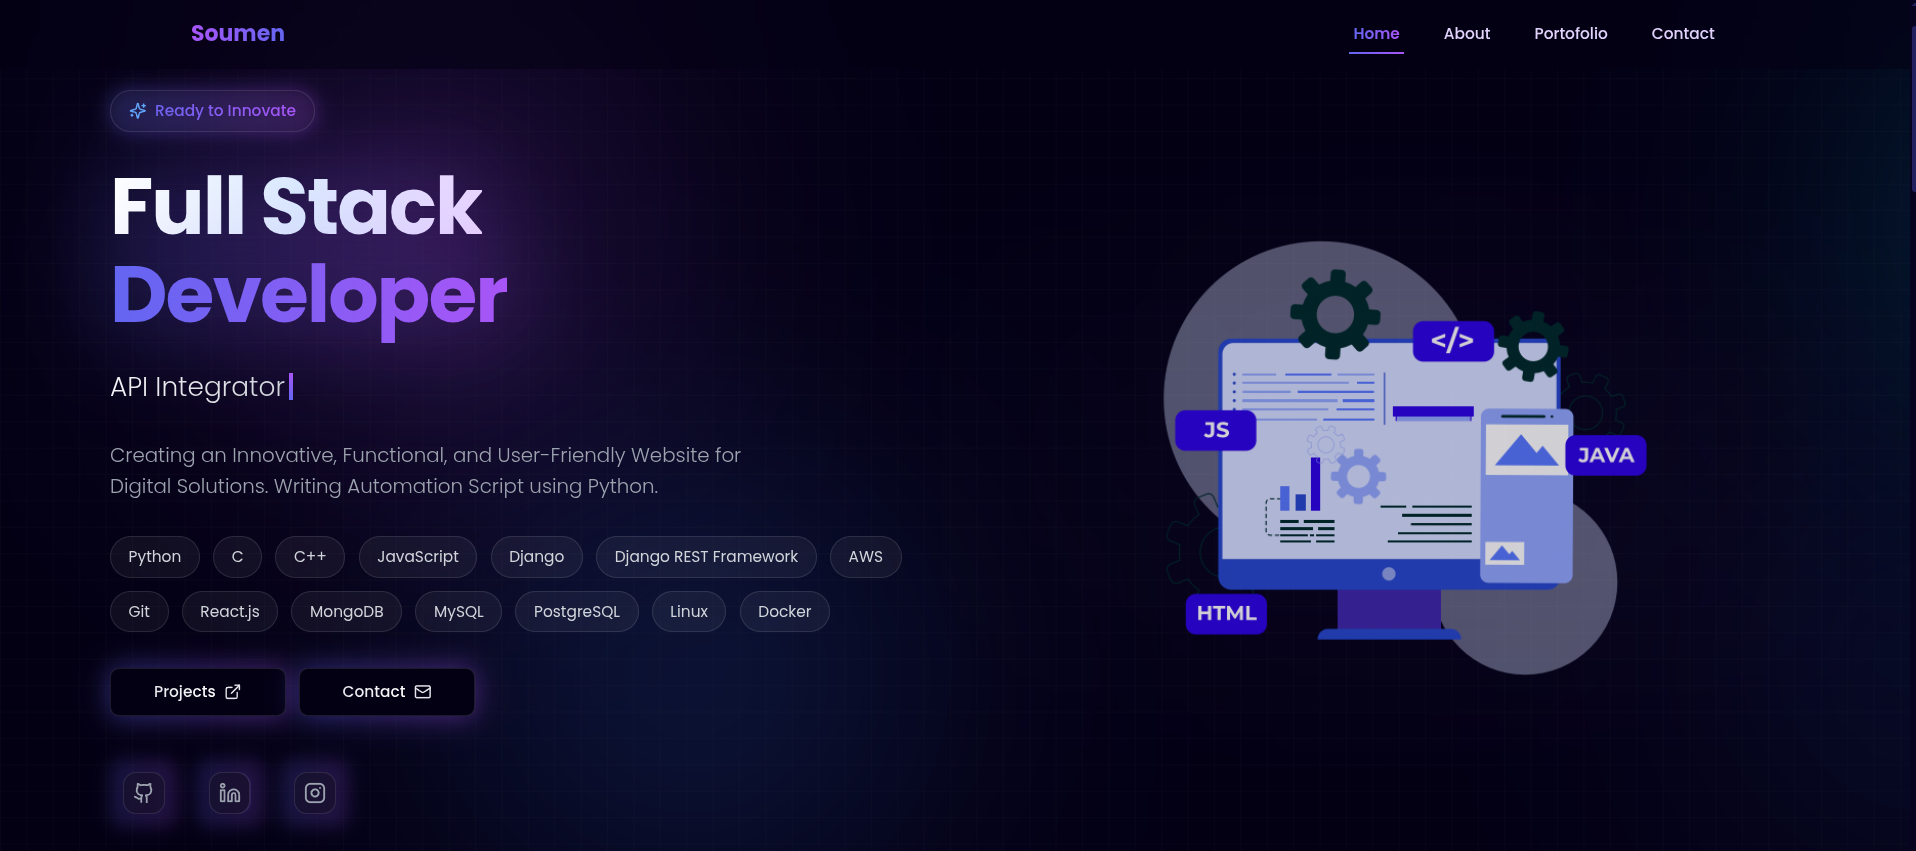 Soumen
Home About Portofolio Contact
Ready to Innovate
Full Stack
Developer
API Integrator
Creating an Innovative, Functional, and User-Friendly Website for
Digital Solutions. Writing Automation Script using Python.
Python C C++ JavaScript Django Django REST Framework AWS
Git React.js MongoDB MySQL PostgreSQL Linux Docker
Projects Contact
</>
JS
JAVA
HTML